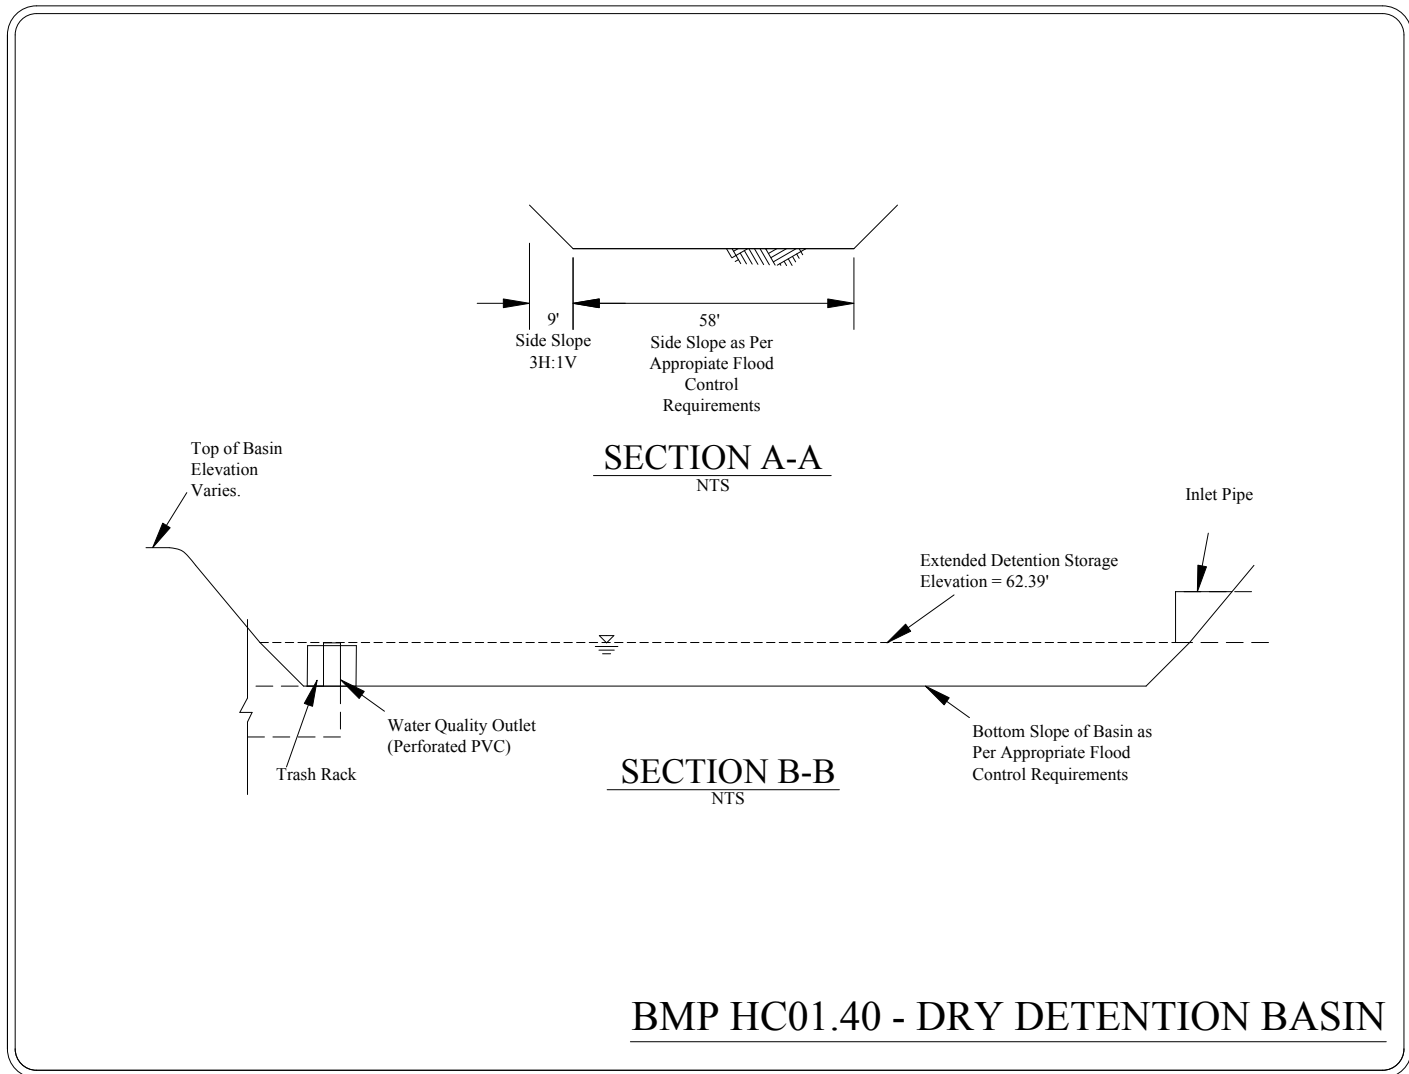 9'
Side Slope
3H:1V
58'
Side Slope as Per
Appropiate Flood
Control
Requirements
SECTION A-A
NTS
Top of Basin
Elevation
Varies.
Inlet Pipe
Extended Detention Storage
Elevation = 62.39'
Water Quality Outlet
(Perforated PVC)
Trash Rack
Bottom Slope of Basin as
Per Appropriate Flood
Control Requirements
SECTION B-B
NTS
BMP HC01.40 - DRY DETENTION BASIN